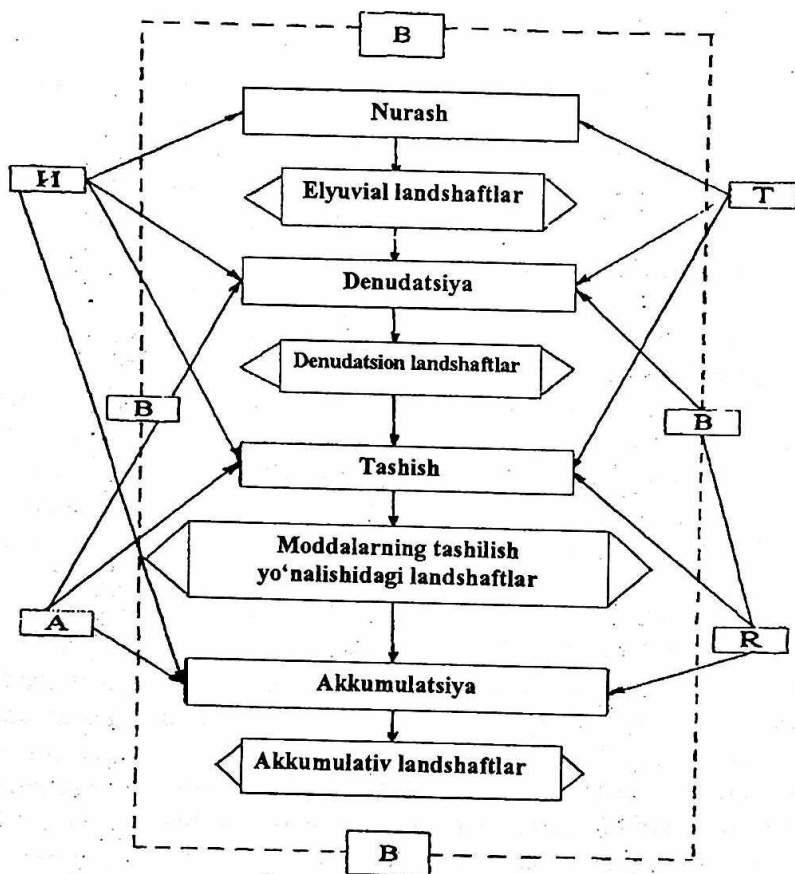 B
Nurash
И
Elyuvial landshaftlar
T
Denudatsiya
Denudatsion landshaftlar
B
B
Tashish
Moddalarning tashilish
yo‘nalishidagi landshaftlar
A
R
Akkumulatsiya
Akkumulativ landshaftlar
B